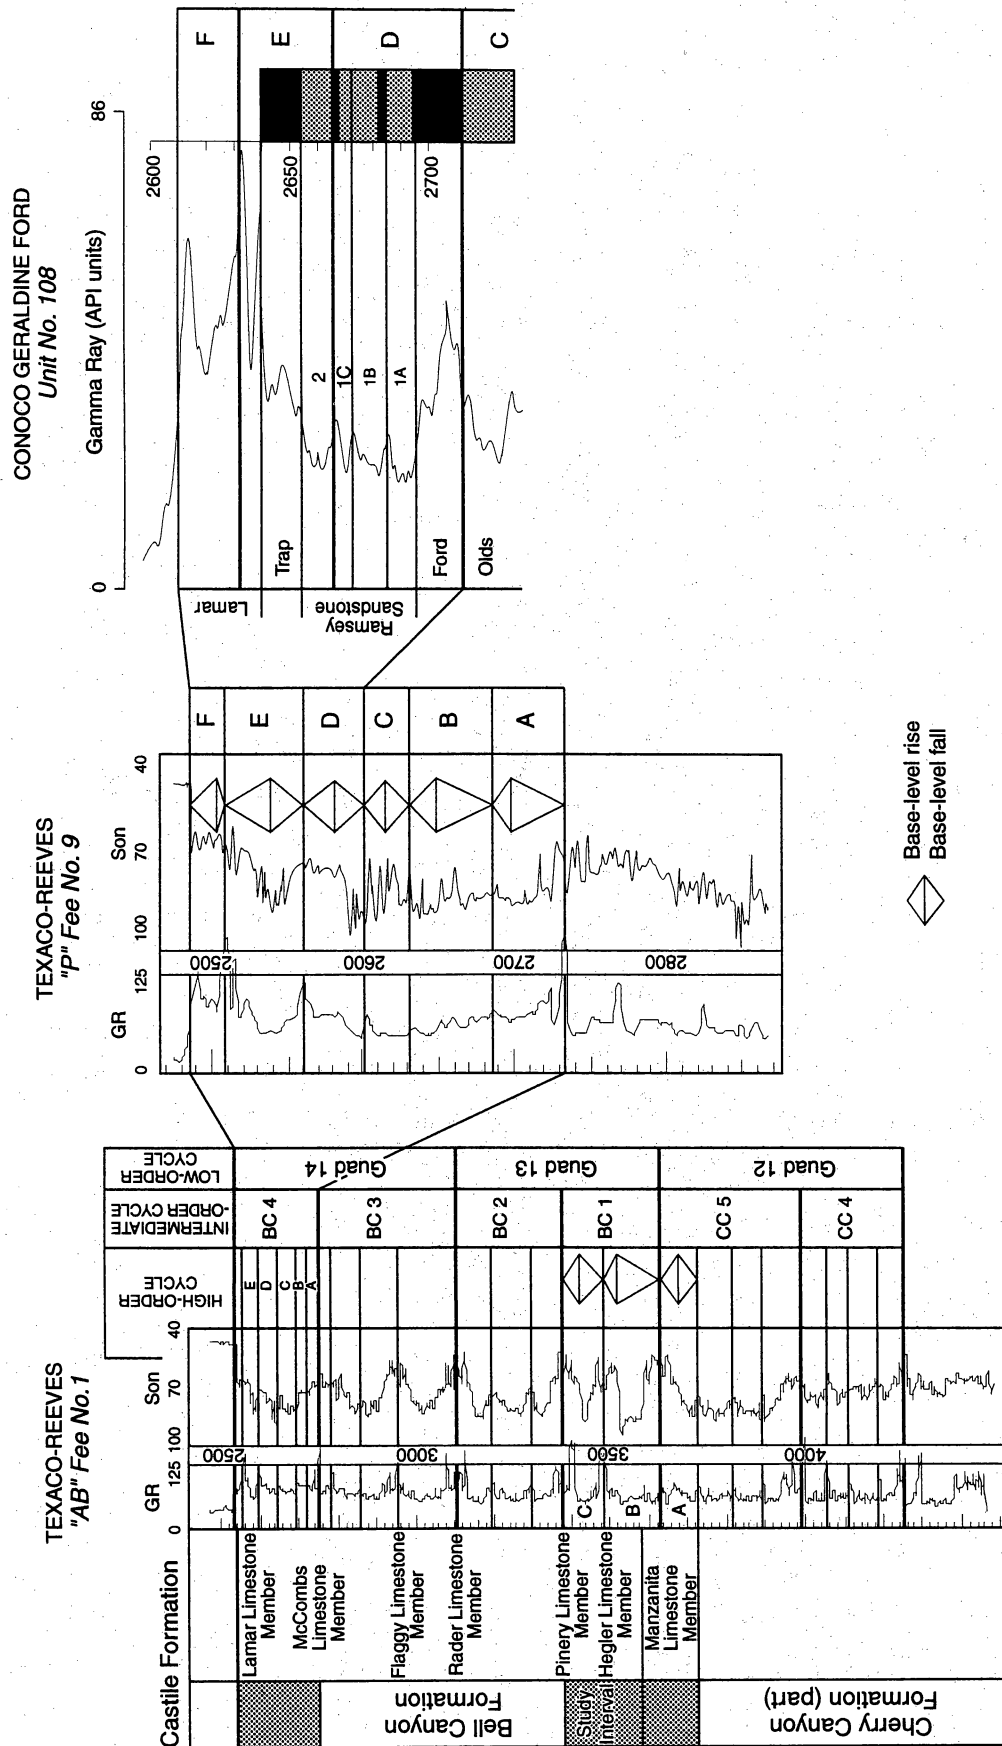 CONOCO GERALDINE FORD
Unit No. 108
Gamma Ray (API units)
0
86
2600
2650
2700
F
E
D
C
Lamar
Trap
Ramsey
Sandstone
2
1C
1B
1A
Ford
Olds
TEXACO-REEVES
"P" Fee No. 9
GR
Son
0
125
100
70
40
2500
2600
2700
2800
F
E
D
C
B
A
Base-level rise
Base-level fall
TEXACO-REEVES
"AB" Fee No.1
GR
Son
0
125
100
70
40
2500
3000
3500
4000
HIGH-ORDER
CYCLE
INTERMEDIATE
-ORDER CYCLE
LOW-ORDER
CYCLE
E
D
C
B
A
BC 4
BC 3
BC 2
BC 1
CC 5
CC 4
Guad 14
Guad 13
Guad 12
C
B
A
Castile Formation
Lamar Limestone
Member
McCombs
Limestone
Member
Flaggy Limestone
Member
Rader Limestone
Member
Pinery Limestone
Member
Hegler Limestone
Member
Manzanita
Limestone
Member
Bell Canyon
Formation
Study
Interval
Cherry Canyon
Formation (part)